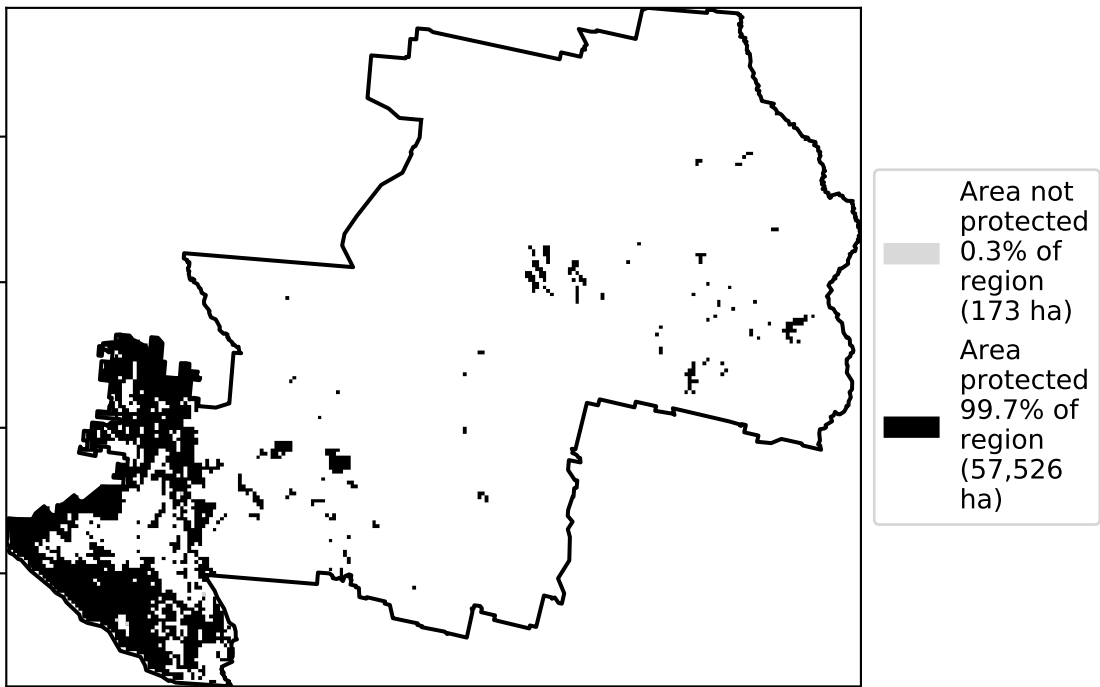 Area not
protected
0.3% of
region
(173 ha)
Area
protected
99.7% of
region
(57,526
ha)